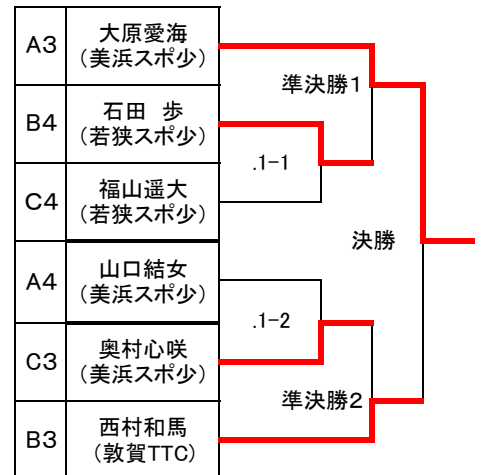 A3
大原愛海
(美浜スポ少)
準決勝1
B4
石田 歩
(若狭スポ少)
.1-1
C4
福山遥大
(若狭スポ少)
決勝
A4
山口結女
(美浜スポ少)
.1-2
C3
奥村心咲
(美浜スポ少)
準決勝2
B3
西村和馬
(敦賀TTC)